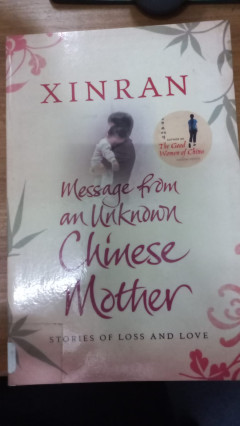 XINRAN
The Good
Women of China
Message from
an Unknown
Chinese
Mother
STORIES OF LOSS AND LOVE